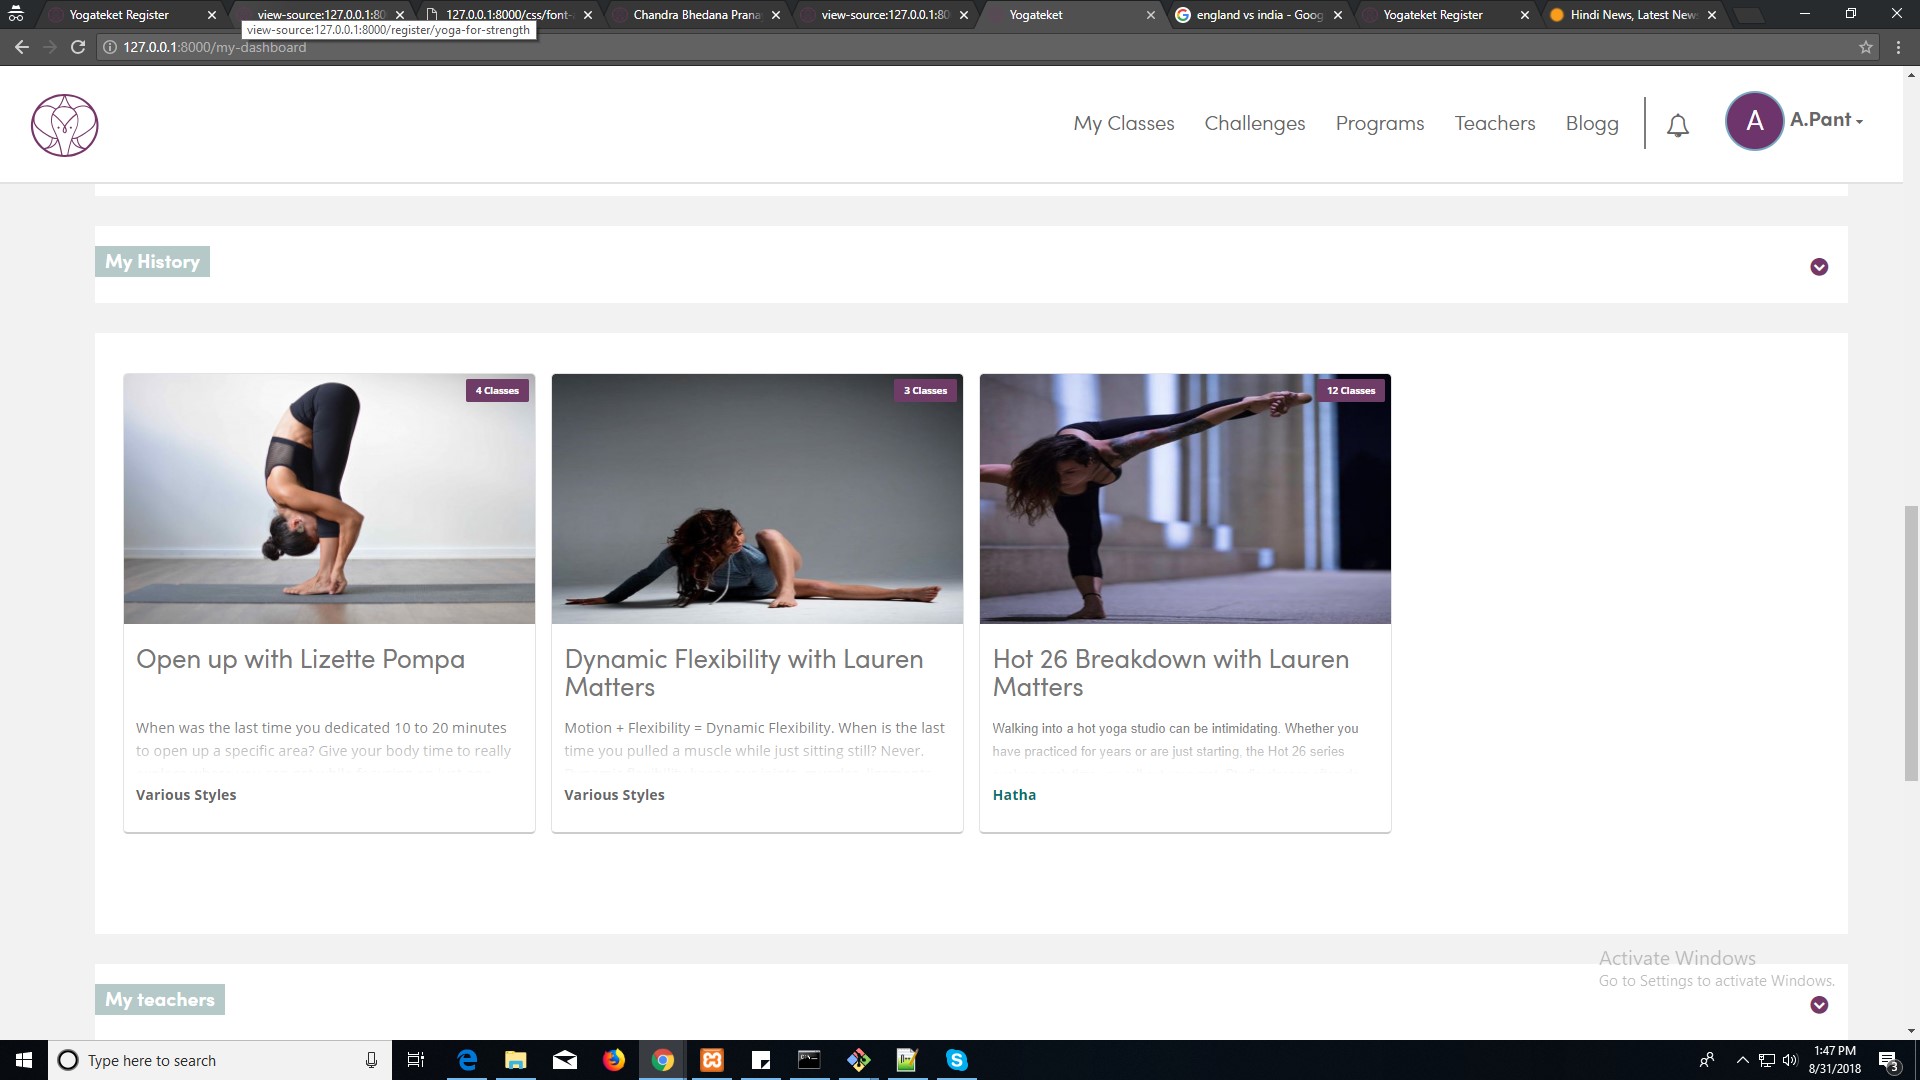 Yogateket Register
view-source:127.0.0.1:80
127.0.0.1:8000/css/font-
Chandra Bhedana Prana
view-source:127.0.0.1:80
Yogateket
england vs india - Goog
Yogateket Register
Hindi News, Latest New
view-source:127.0.0.1:8000/register/yoga-for-strength
127.0.0.1:8000/my-dashboard
My Classes
Challenges
Programs
Teachers
Blogg
A
A.Pant
My History
4 Classes
3 Classes
12 Classes
Open up with Lizette Pompa
When was the last time you dedicated 10 to 20 minutes
to open up a specific area? Give your body time to really
Various Styles
Dynamic Flexibility with Lauren
Matters
Motion + Flexibility = Dynamic Flexibility. When is the last
time you pulled a muscle while just sitting still? Never.
Various Styles
Hot 26 Breakdown with Lauren
Matters
Walking into a hot yoga studio can be intimidating. Whether you
have practiced for years or are just starting, the Hot 26 series
Hatha
My teachers
Activate Windows
Go to Settings to activate Windows.
Type here to search
1:47 PM
8/31/2018
3